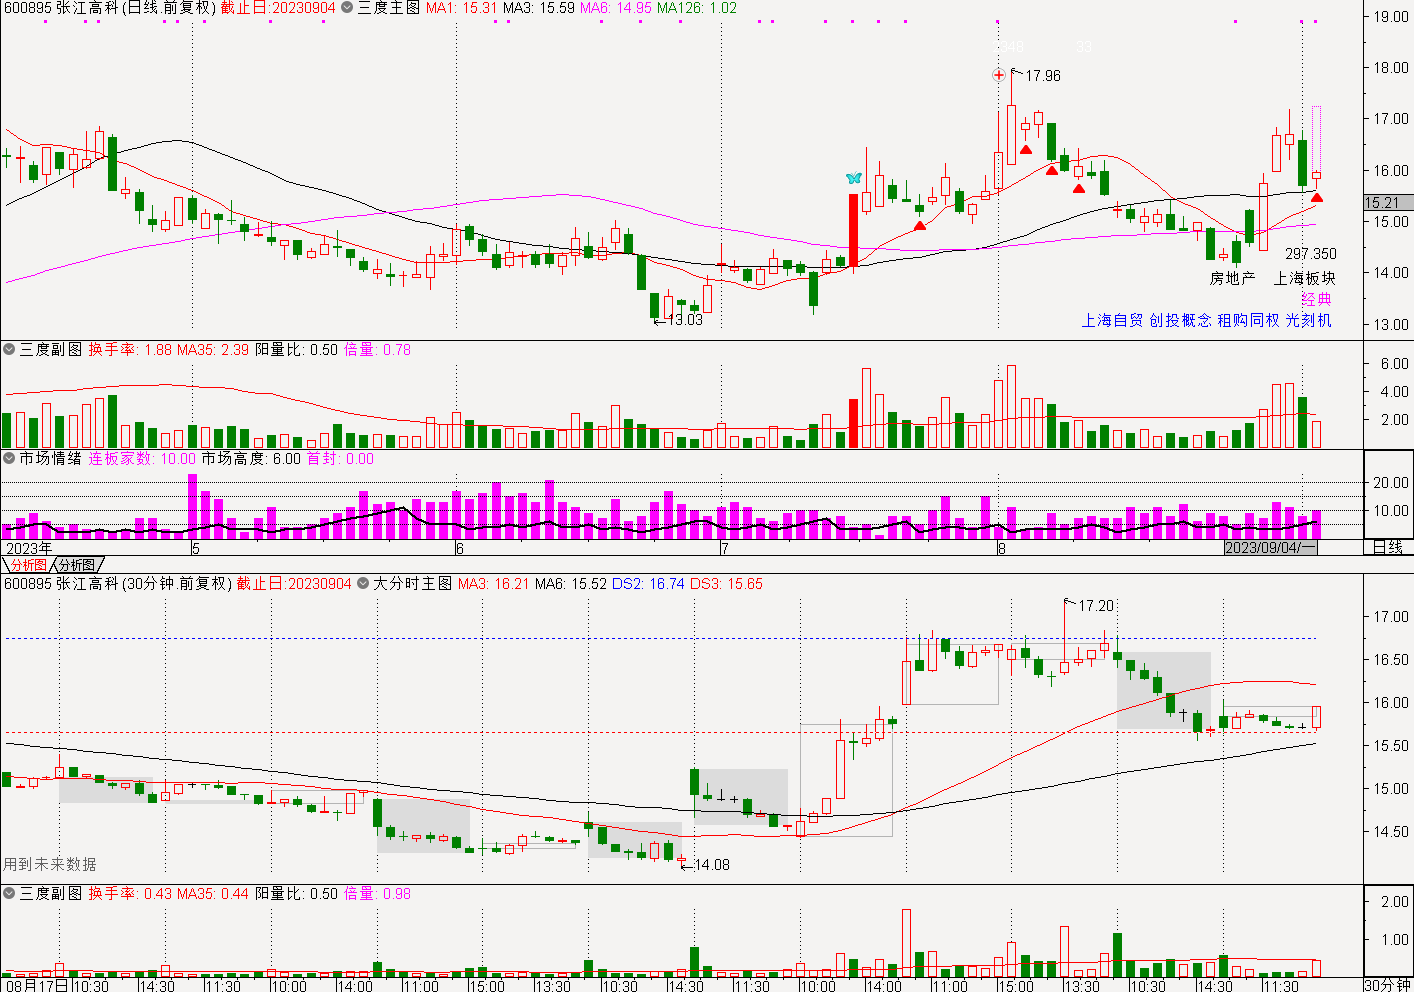 600895 张江高科(日线.前复权) 截止日:20230904 三度主图 MA1: 15.31 MA3: 15.59 MA6: 14.95 MA126: 1.02
19.00
33
18.00
17.96
17.00
16.00
15.21
15.00
297.350
14.00
房地产 上海板块
经典
13.03
上海自贸 创投概念 租购同权 光刻机
13.00
三度副图 换手率: 1.88 MA35: 2.39 阳量比: 0.50 倍量: 0.78
6.00
4.00
2.00
市场情绪 连板家数: 10.00 市场高度: 6.00 首封: 0.00
20.00
10.00
2023年 5 6 7 8 2023/09/04/一 日线
分析图 分析图
600895 张江高科(30分钟.前复权) 截止日:20230904 大分时主图 MA3: 16.21 MA6: 15.52 DS2: 16.74 DS3: 15.65
17.20
17.00
16.50
16.00
15.50
15.00
14.50
用到未来数据
14.08
三度副图 换手率: 0.43 MA35: 0.44 阳量比: 0.50 倍量: 0.98
2.00
1.00
08月17日 10:30 14:30 11:30 10:00 14:00 11:00 15:00 13:30 10:30 14:30 11:30 10:00 14:00 11:00 15:00 13:30 10:30 14:30 11:30 30分钟